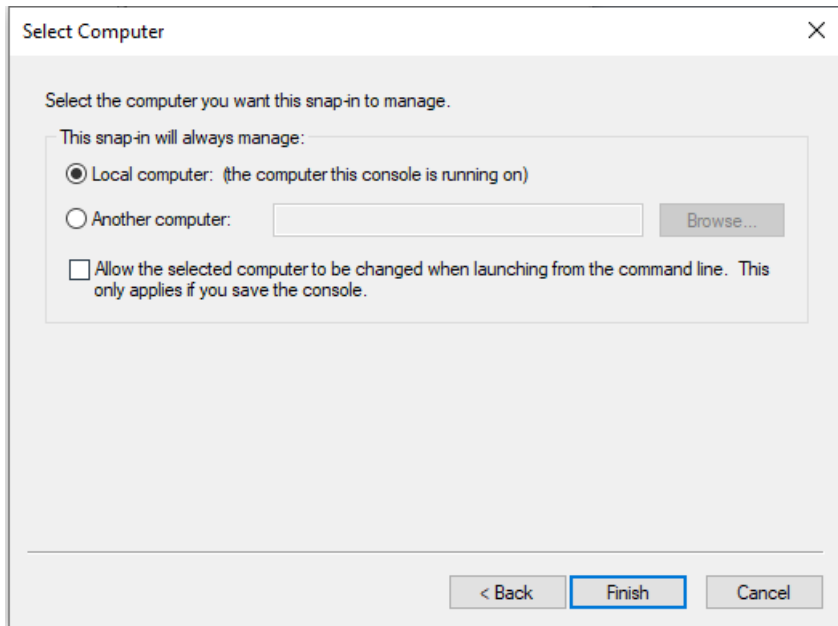 Select Computer
Select the computer you want this snap-in to manage.
This snap-in will always manage:
Local computer: (the computer this console is running on)
Another computer:
Browse...
Allow the selected computer to be changed when launching from the command line. This
only applies if you save the console.
< Back
Finish
Cancel